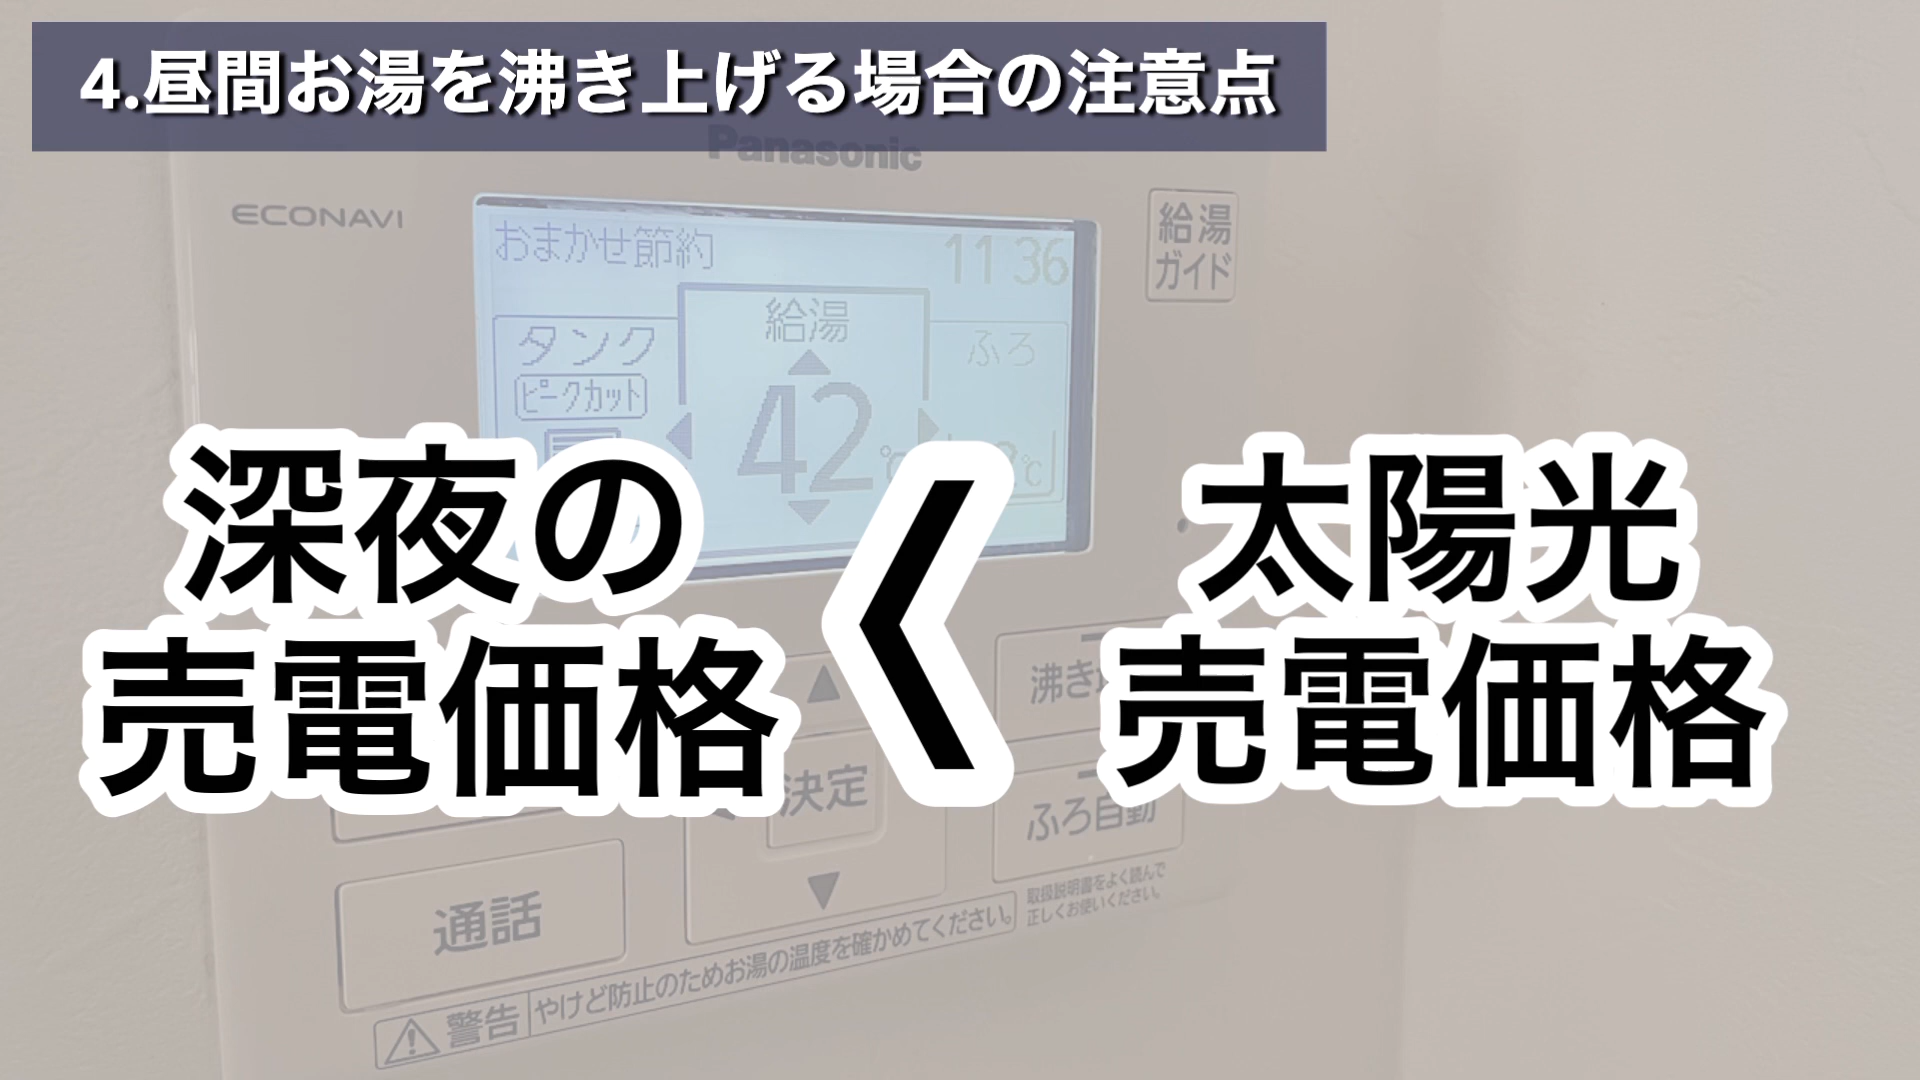 4.昼間お湯を沸き上げる場合の注意点
Panasonic
ECONAVI
給湯
ガイド
おまかせ節約
11 36
タンク
ピークカット
給湯
42
ふろ
℃
深夜の
売電価格
<
太陽光
売電価格
沸き
決定
ふろ自動
通話
取扱説明書をよく読んで
正しくお使いください。
警告
やけど防止のためお湯の温度を確かめてください。